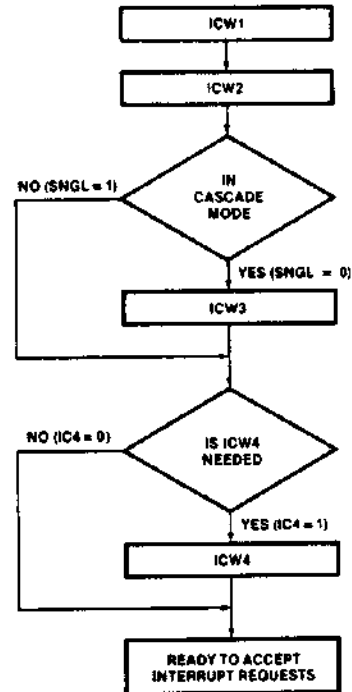 ICW1
ICW2
IN
CASCADE
MODE
NO (SNGL = 1)
YES (SNGL = 0)
ICW3
IS ICW4
NEEDED
NO (IC4 = 0)
YES (IC4 = 1)
ICW4
READY TO ACCEPT
INTERRUPT REQUESTS